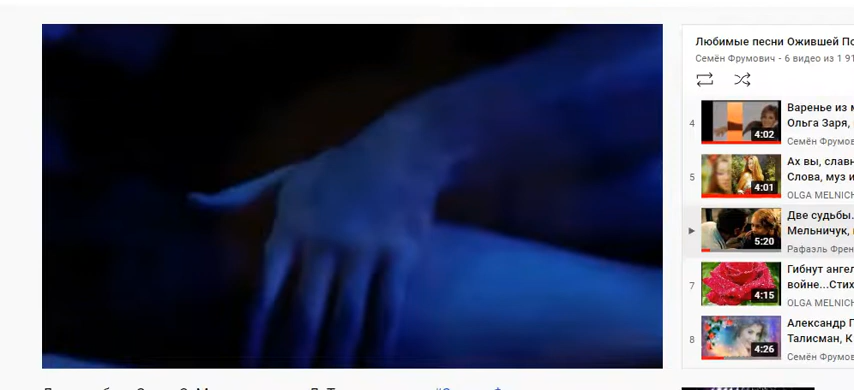 Любимые песни Ожившей По
Семён Фрумович - 6 видео из 1 91
4
4:02
Варенье из м
Ольга Заря,
Семён Фрумов
5
4:01
Ах вы, славн
Слова, муз и
OLGA MELNICH
5:20
Две судьбы.
Мельничук,
Рафаэль Френ
7
4:15
Гибнут ангел
войне...Стих
OLGA MELNICH
8
4:26
Александр Г
Талисман, К
Семён Фрумов